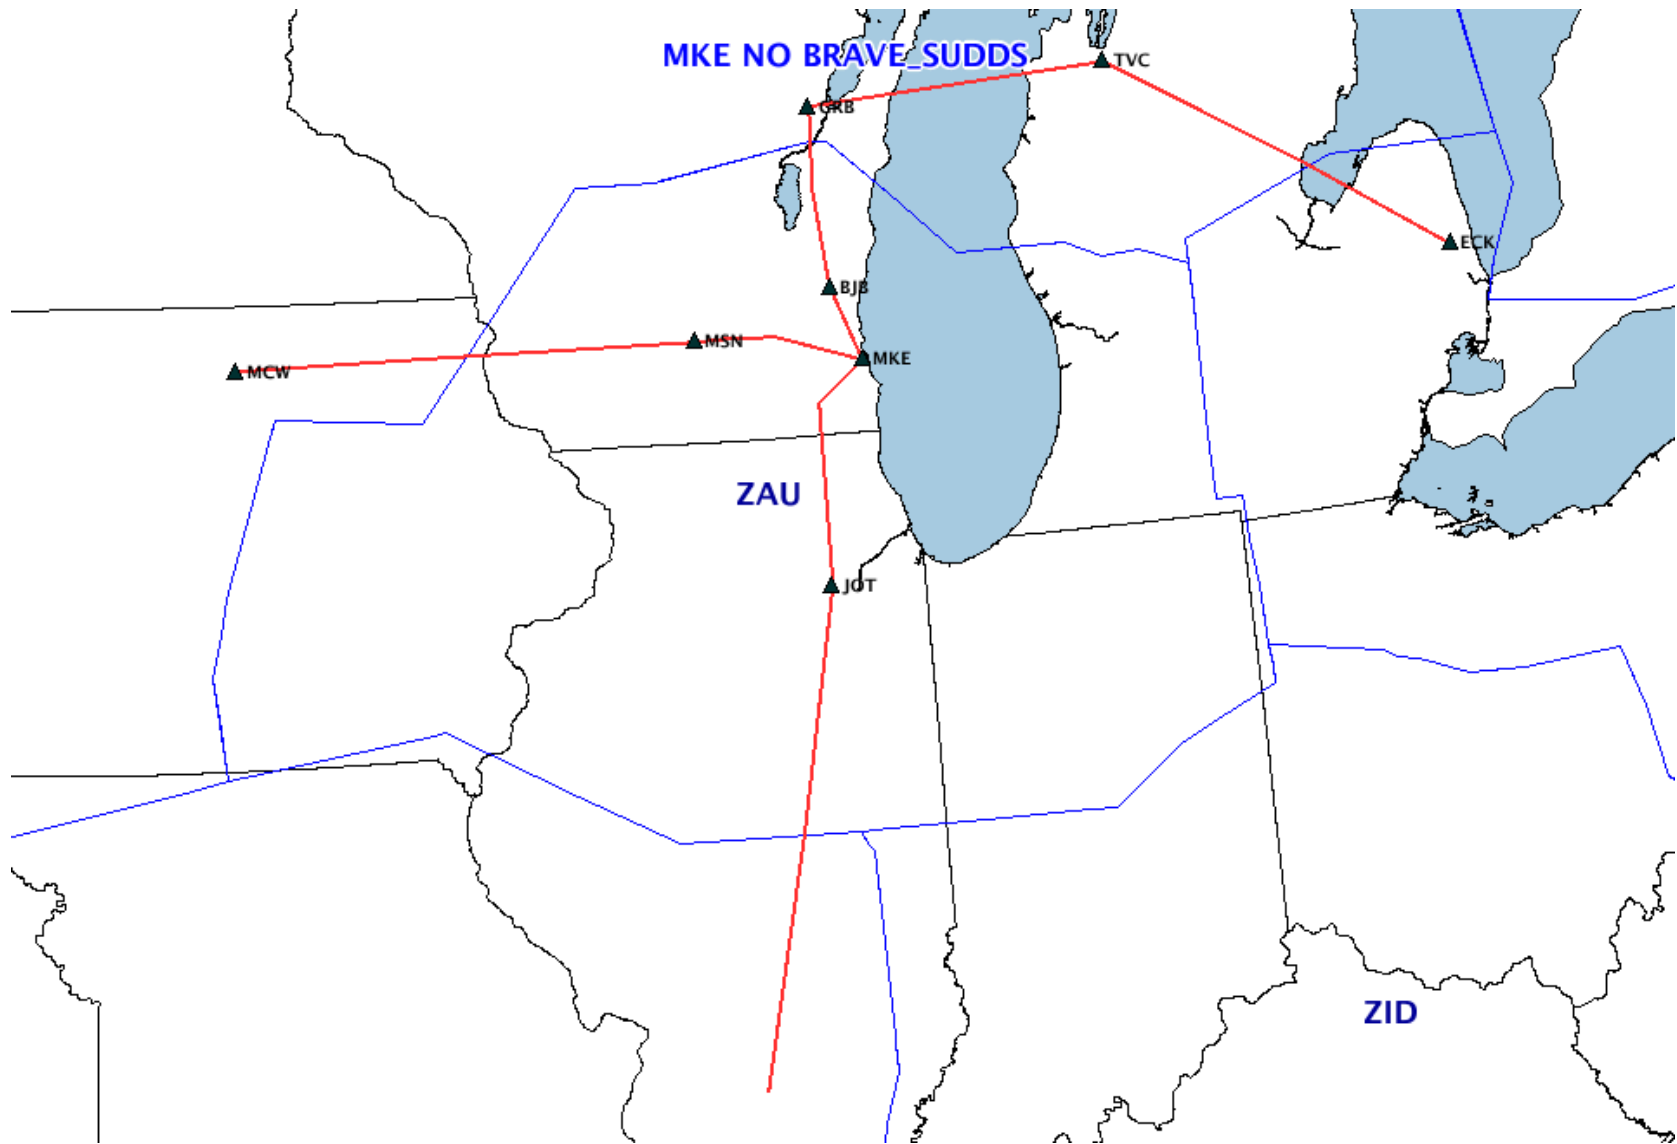 MKE NO BRAVE_SUDDS
TVC
GRB
ECK
BJB
MSN
MKE
MCW
ZAU
JOT
ZID